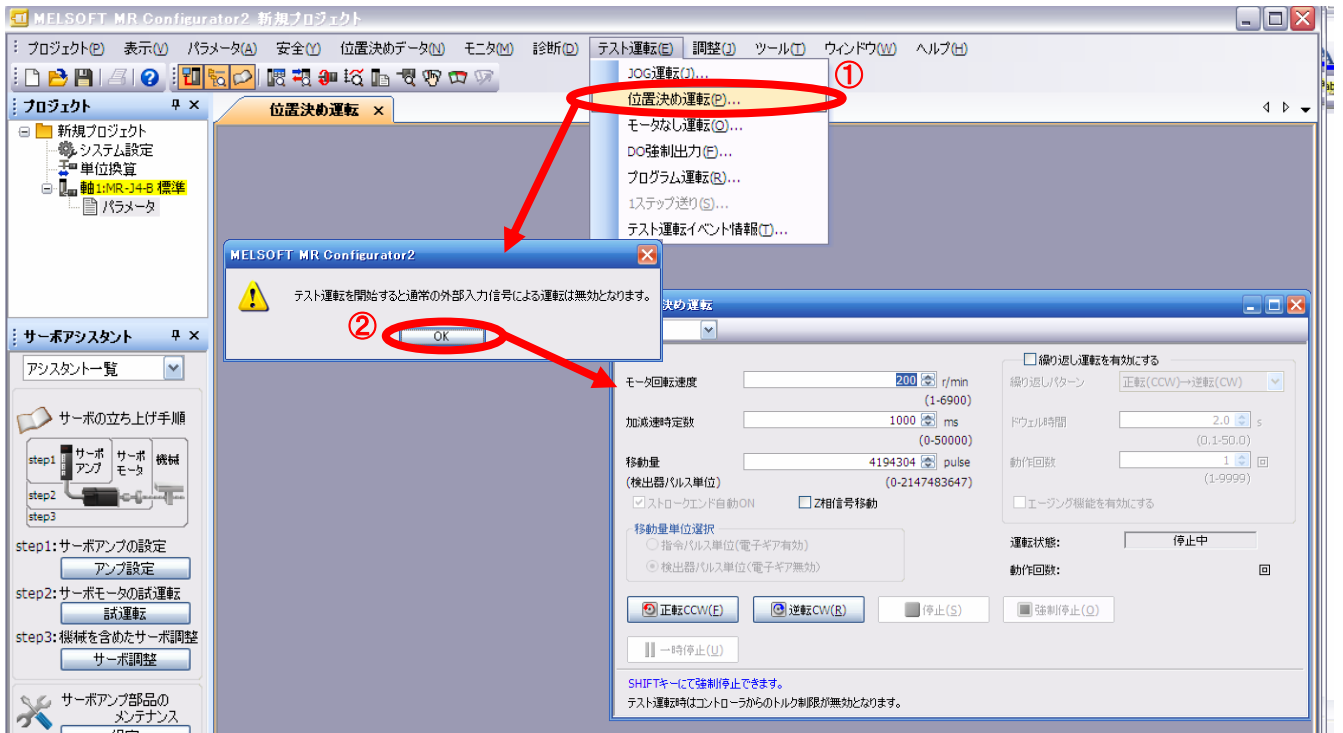 MELSOFT MR Configurator2 新規プロジェクト
プロジェクト(P) 表示(V) パラメータ(A) 安全(Y) 位置決めデータ(N) モニタ(M) 診断(D) テスト運転(E) 調整(J) ツール(T) ウィンドウ(W) ヘルプ(H)
JOG運転(J)...
①
位置決め運転(P)...
モータなし運転(O)...
DO強制出力(F)...
プログラム運転(R)...
1ステップ送り(S)...
テスト運転イベント情報(T)...
プロジェクト
新規プロジェクト
システム設定
単位換算
軸1:MR-J4-B 標準
パラメータ
位置決め運転
MELSOFT MR Configurator2
テスト運転を開始すると通常の外部入力信号による運転は無効となります。
②
OK
サーボアシスタント
アシスタント一覧
サーボの立ち上げ手順
step1
サーボアンプ
サーボモータ
機械
step2
step3
step1:サーボアンプの設定
アンプ設定
step2:サーボモータの試運転
試運転
step3:機械を含めたサーボ調整
サーボ調整
サーボアンプ部品の
メンテナンス
決め運転
モータ回転速度 200 r/min
(1-6900)
加減速時定数 1000 ms
(0-50000)
移動量 4194304 pulse
(検出器パルス単位) (0-2147483647)
ストロークエンド自動ON Z相信号移動
移動量単位選択
指令パルス単位(電子ギア有効)
検出器パルス単位(電子ギア無効)
繰り返し運転を有効にする
繰り返しパターン 正転(CCW)→逆転(CW)
ドウェル時間 2.0 s
(0.1-50.0)
動作回数 1 回
(1-9999)
エージング機能を有効にする
運転状態: 停止中
動作回数: 回
正転CCW(F) 逆転CW(R) 停止(S) 強制停止(O)
一時停止(U)
SHIFTキーにて強制停止できます。
テスト運転時はコントローラからのトルク制限が無効となります。